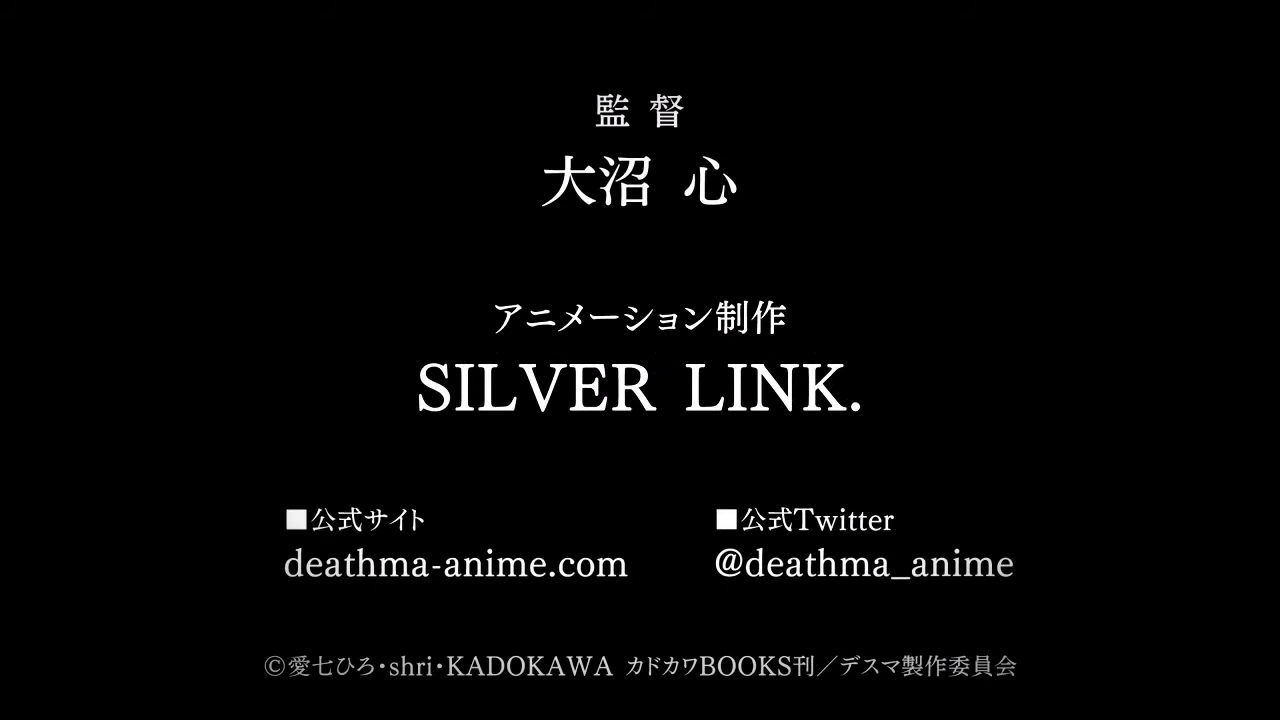 監督
大沼 心
アニメーション制作
SILVER LINK.
■公式サイト
deathma-anime.com
■公式Twitter
@deathma_anime
©愛七ひろ・shri・KADOKAWA カドカワBOOKS刊／デスマ製作委員会